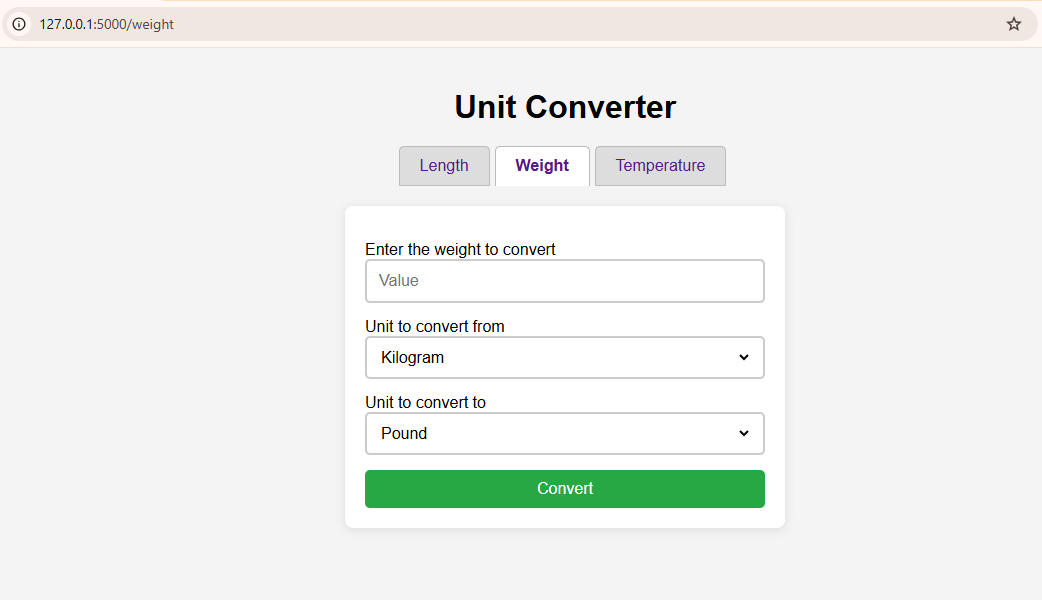 127.0.0.1:5000/weight
Unit Converter
Length Weight Temperature
Enter the weight to convert
Value
Unit to convert from
Kilogram
Unit to convert to
Pound
Convert